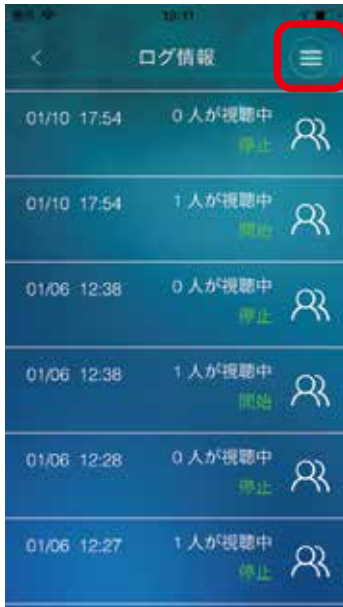 10:11
ログ情報
01/10 17:54
0 人が視聴中
停止
01/10 17:54
1 人が視聴中
開始
01/06 12:38
0 人が視聴中
停止
01/06 12:38
1 人が視聴中
開始
01/06 12:28
0 人が視聴中
停止
01/06 12:27
1 人が視聴中
停止